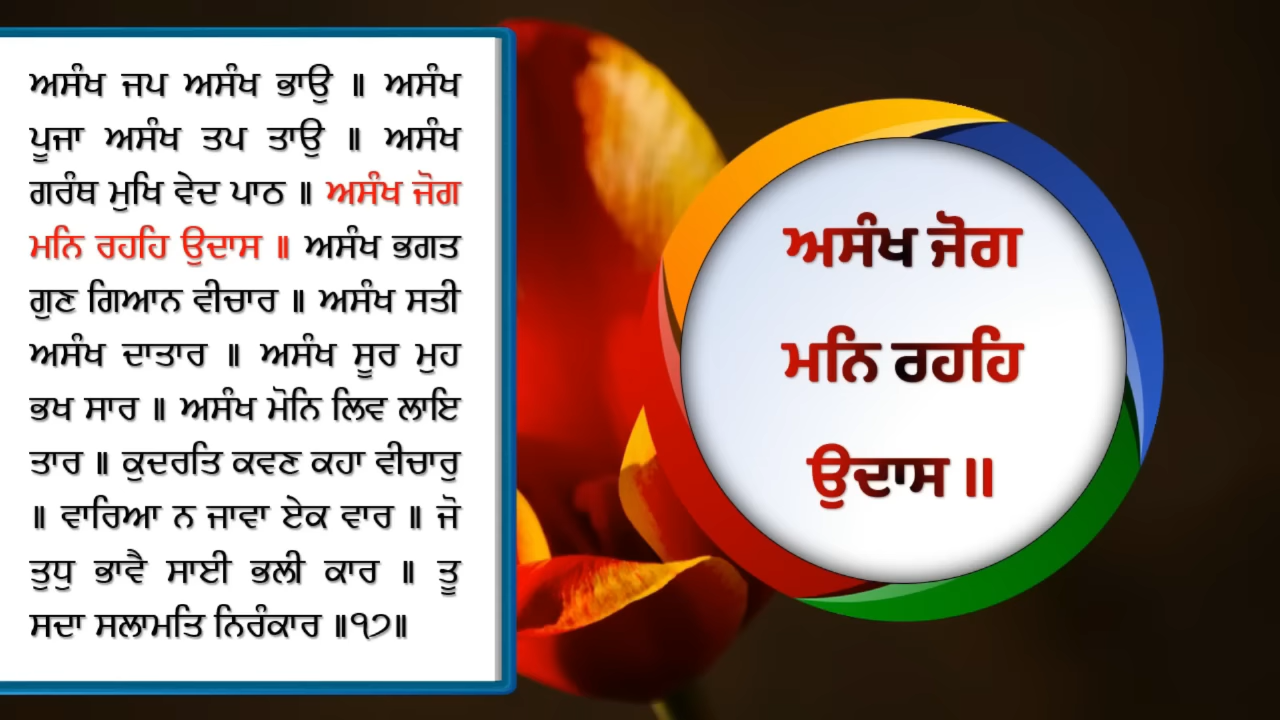 ਅਸੰਖ ਜਪ ਅਸੰਖ ਭਾਉ ॥ ਅਸੰਖ
ਪੂਜਾ ਅਸੰਖ ਤਪ ਤਾਉ ॥ ਅਸੰਖ
ਗਰੰਥ ਮੁਖਿ ਵੇਦ ਪਾਠ ॥ ਅਸੰਖ ਜੋਗ
ਮਨਿ ਰਹਹਿ ਉਦਾਸ ॥ ਅਸੰਖ ਭਗਤ
ਗੁਣ ਗਿਆਨ ਵੀਚਾਰ ॥ ਅਸੰਖ ਸਤੀ
ਅਸੰਖ ਦਾਤਾਰ ॥ ਅਸੰਖ ਸੂਰ ਮੁਹ
ਭਖ ਸਾਰ ॥ ਅਸੰਖ ਮੋਨਿ ਲਿਵ ਲਾਇ
ਤਾਰ ॥ ਕੁਦਰਤਿ ਕਵਣ ਕਹਾ ਵੀਚਾਰੁ
॥ ਵਾਰਿਆ ਨ ਜਾਵਾ ਏਕ ਵਾਰ ॥ ਜੋ
ਤੁਧੁ ਭਾਵੈ ਸਾਈ ਭਲੀ ਕਾਰ ॥ ਤੂ
ਸਦਾ ਸਲਾਮਤਿ ਨਿਰੰਕਾਰ ॥੧੭॥
ਅਸੰਖ ਜੋਗ
ਮਨਿ ਰਹਹਿ
ਉਦਾਸ ॥